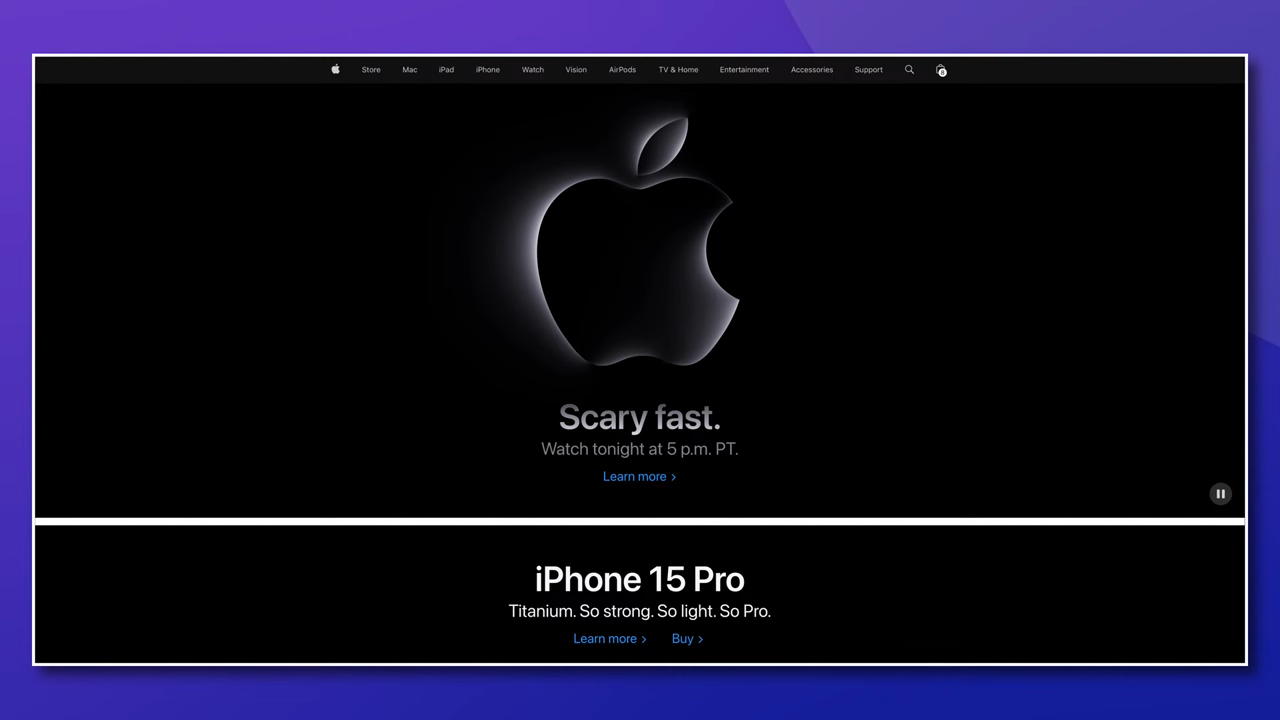 Store Mac iPad iPhone Watch Vision AirPods TV & Home Entertainment Accessories Support 8
Scary fast.
Watch tonight at 5 p.m. PT.
Learn more >
iPhone 15 Pro
Titanium. So strong. So light. So Pro.
Learn more > Buy >